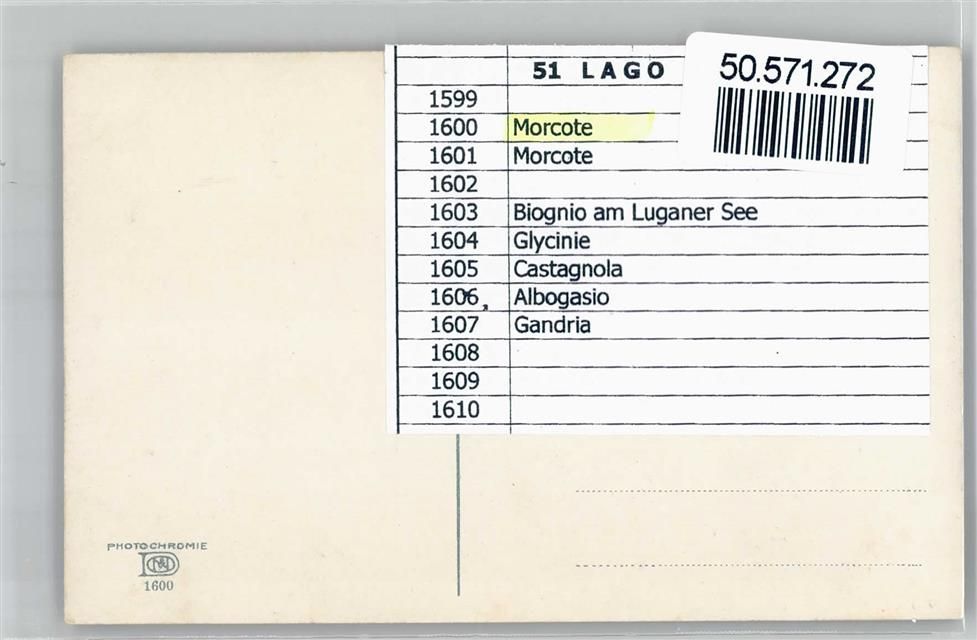 51 LAGO
50.571.272
1599
1600 Morcote
1601 Morcote
1602
1603 Biognio am Luganer See
1604 Glycinie
1605 Castagnola
1606 Albogasio
1607 Gandria
1608
1609
1610
PHOTOCHROMIE
1600